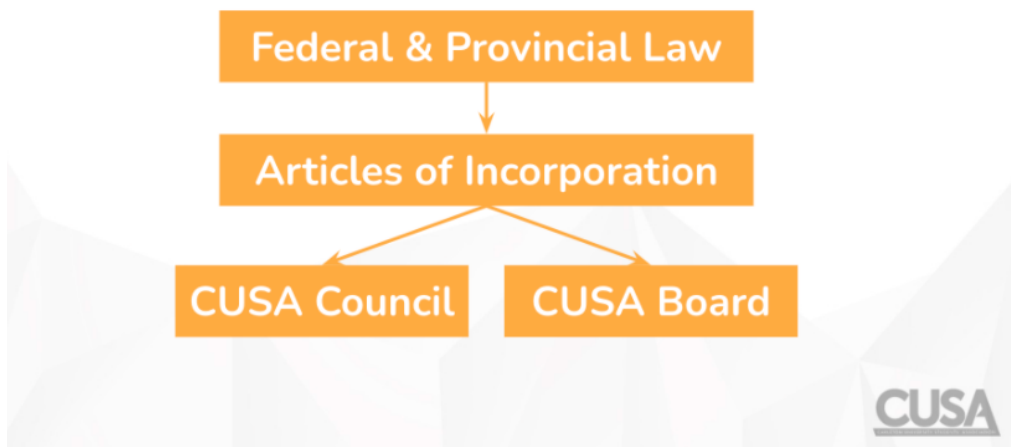 Federal & Provincial Law
Articles of Incorporation
CUSA Council
CUSA Board
CUSA